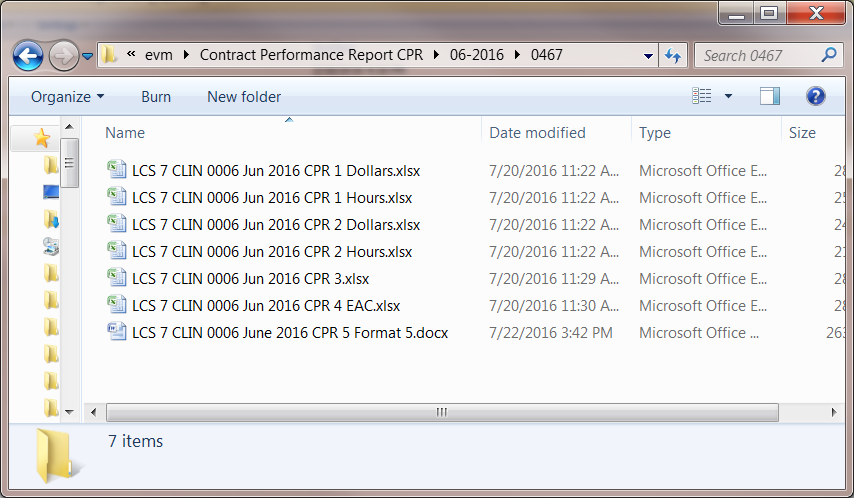 « evm ▸ Contract Performance Report CPR ▸ 06-2016 ▸ 0467 Search 0467
Organize Burn New folder
Name Date modified Type Size
LCS 7 CLIN 0006 Jun 2016 CPR 1 Dollars.xlsx 7/20/2016 11:22 A... Microsoft Office E... 28
LCS 7 CLIN 0006 Jun 2016 CPR 1 Hours.xlsx 7/20/2016 11:22 A... Microsoft Office E... 25
LCS 7 CLIN 0006 Jun 2016 CPR 2 Dollars.xlsx 7/20/2016 11:22 A... Microsoft Office E... 24
LCS 7 CLIN 0006 Jun 2016 CPR 2 Hours.xlsx 7/20/2016 11:22 A... Microsoft Office E... 21
LCS 7 CLIN 0006 Jun 2016 CPR 3.xlsx 7/20/2016 11:29 A... Microsoft Office E... 28
LCS 7 CLIN 0006 Jun 2016 CPR 4 EAC.xlsx 7/20/2016 11:30 A... Microsoft Office E... 28
LCS 7 CLIN 0006 June 2016 CPR 5 Format 5.docx 7/22/2016 3:42 PM Microsoft Office ... 263
7 items